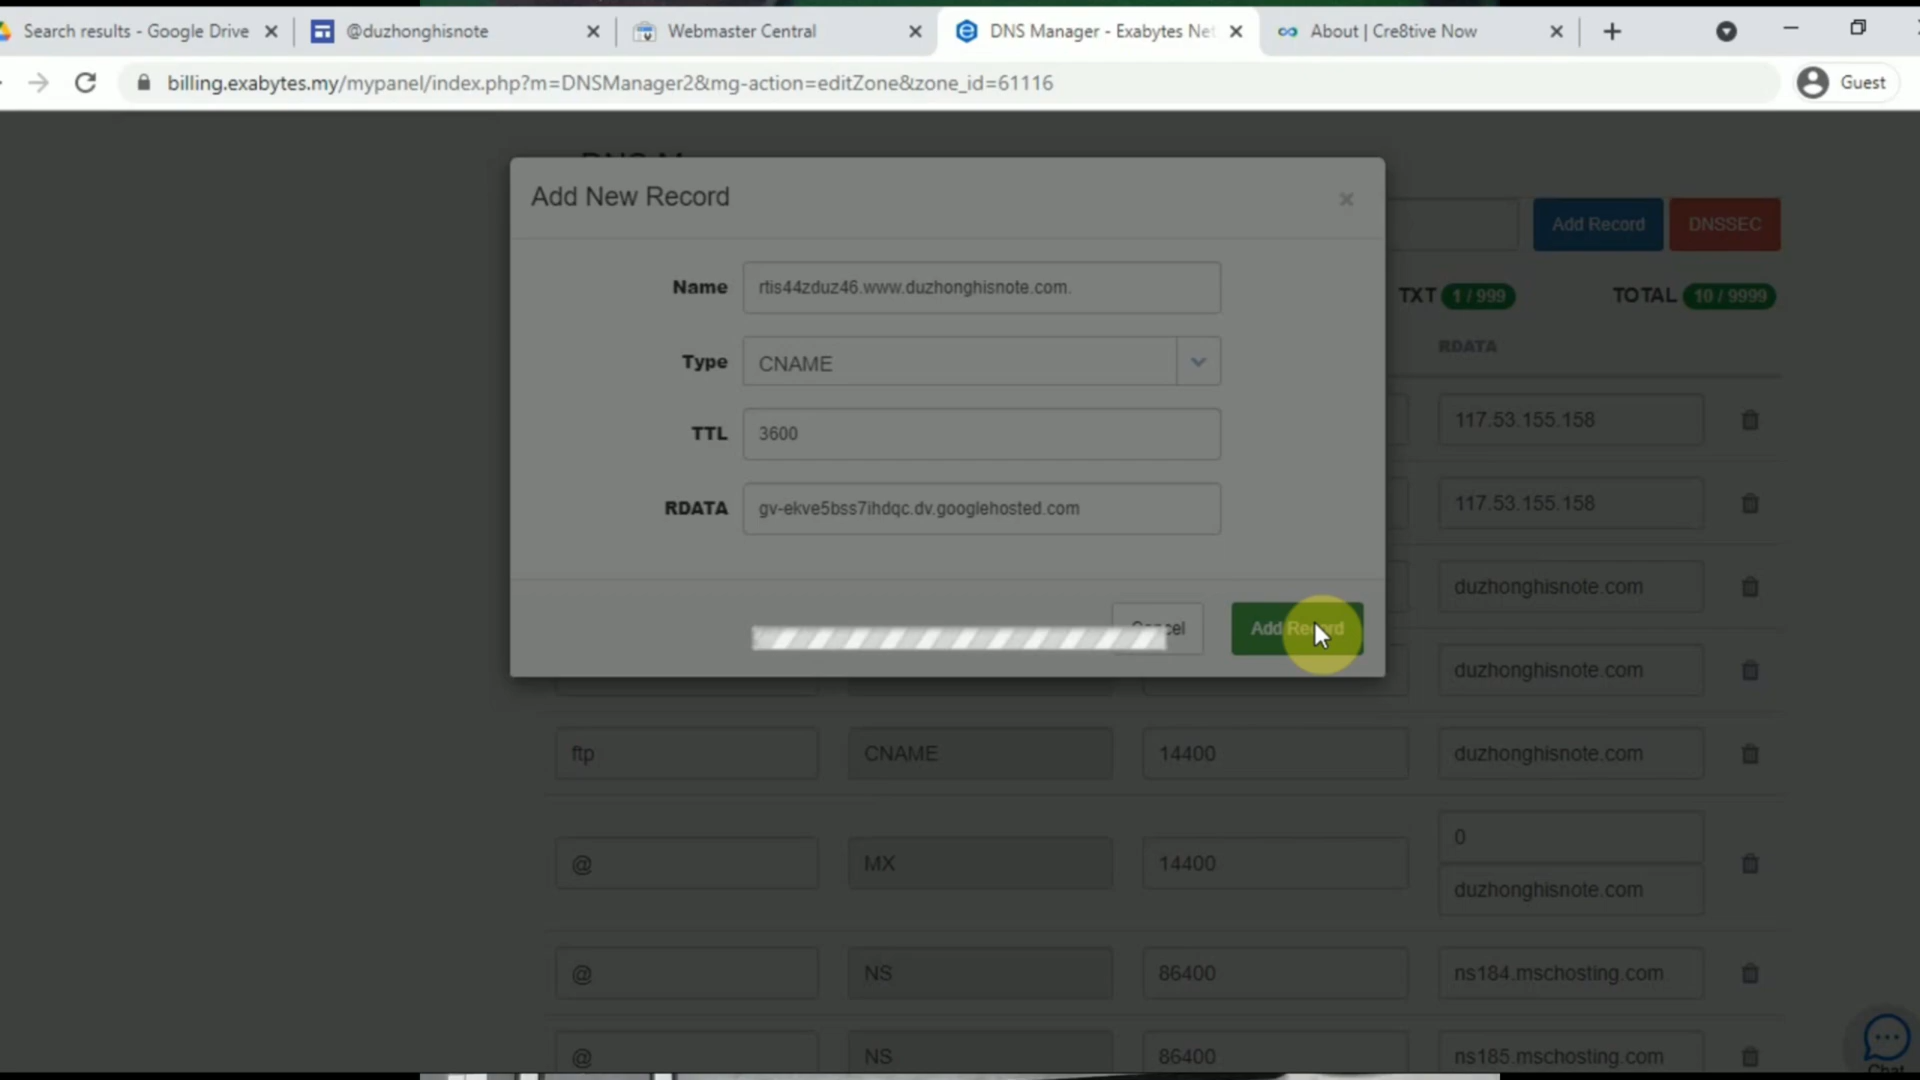 Search results - Google Drive
@duzhonghisnote
Webmaster Central
DNS Manager - Exabytes Net
About | Cre8tive Now
billing.exabytes.my/mypanel/index.php?m=DNSManager2&mg-action=editZone&zone_id=61116
Guest
Add New Record
Add Record
DNSSEC
Name
rtis44zduz46.www.duzhonghisnote.com.
TXT 1 / 999
TOTAL 10 / 9999
RDATA
Type
CNAME
117.53.155.158
TTL
3600
RDATA
gv-ekve5bss7ihdqc.dv.googlehosted.com
117.53.155.158
duzhonghisnote.com
Add Record
duzhonghisnote.com
ftp
CNAME
14400
duzhonghisnote.com
0
@
MX
14400
duzhonghisnote.com
@
NS
86400
ns184.mschosting.com
@
NS
86400
ns185.mschosting.com
Chat